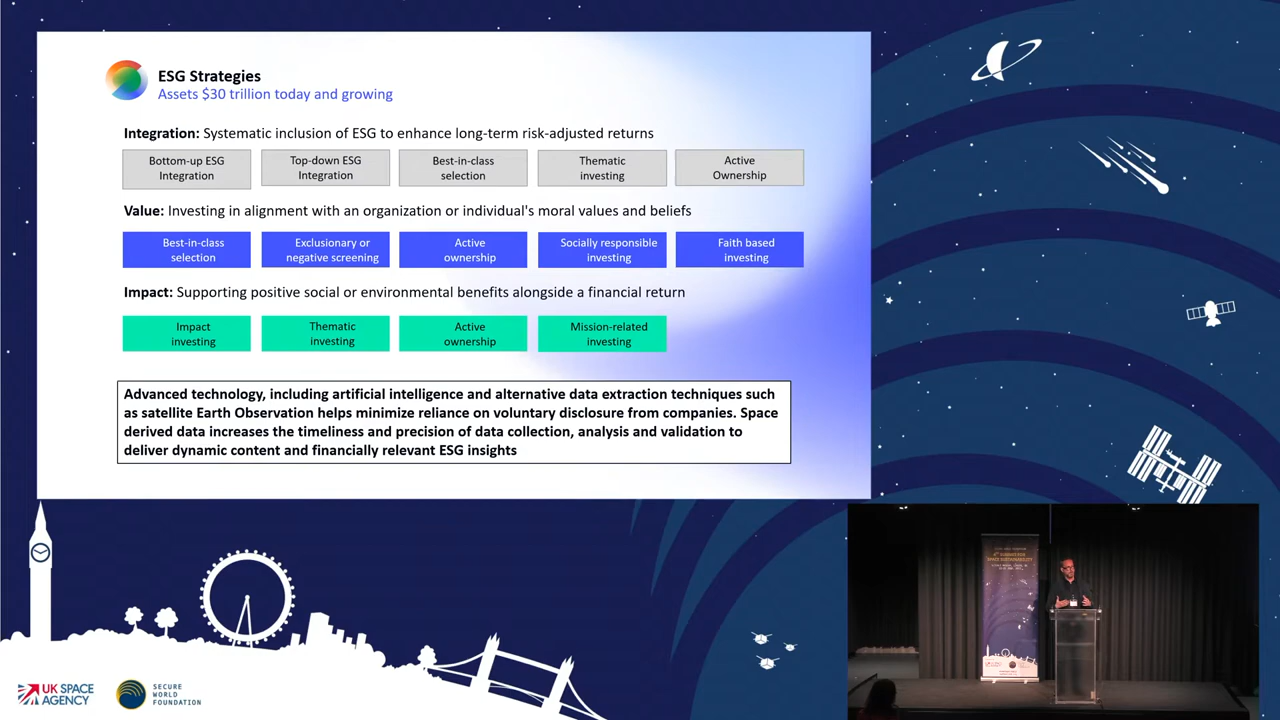 ESG Strategies
Assets $30 trillion today and growing
Integration: Systematic inclusion of ESG to enhance long-term risk-adjusted returns
Bottom-up ESG
Integration
Top-down ESG
Integration
Best-in-class
selection
Thematic
investing
Active
Ownership
Value: Investing in alignment with an organization or individual's moral values and beliefs
Best-in-class
selection
Exclusionary or
negative screening
Active
ownership
Socially responsible
investing
Faith based
investing
Impact: Supporting positive social or environmental benefits alongside a financial return
Impact
investing
Thematic
investing
Active
ownership
Mission-related
investing
Advanced technology, including artificial intelligence and alternative data extraction techniques such
as satellite Earth Observation helps minimize reliance on voluntary disclosure from companies. Space
derived data increases the timeliness and precision of data collection, analysis and validation to
deliver dynamic content and financially relevant ESG insights
UK SPACE
AGENCY
SECURE
WORLD
FOUNDATION
SPACE SUSTAINABILITY